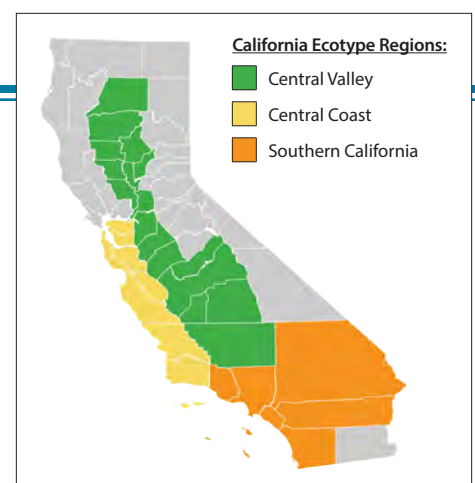 California Ecotype Regions:
Central Valley
Central Coast
Southern California